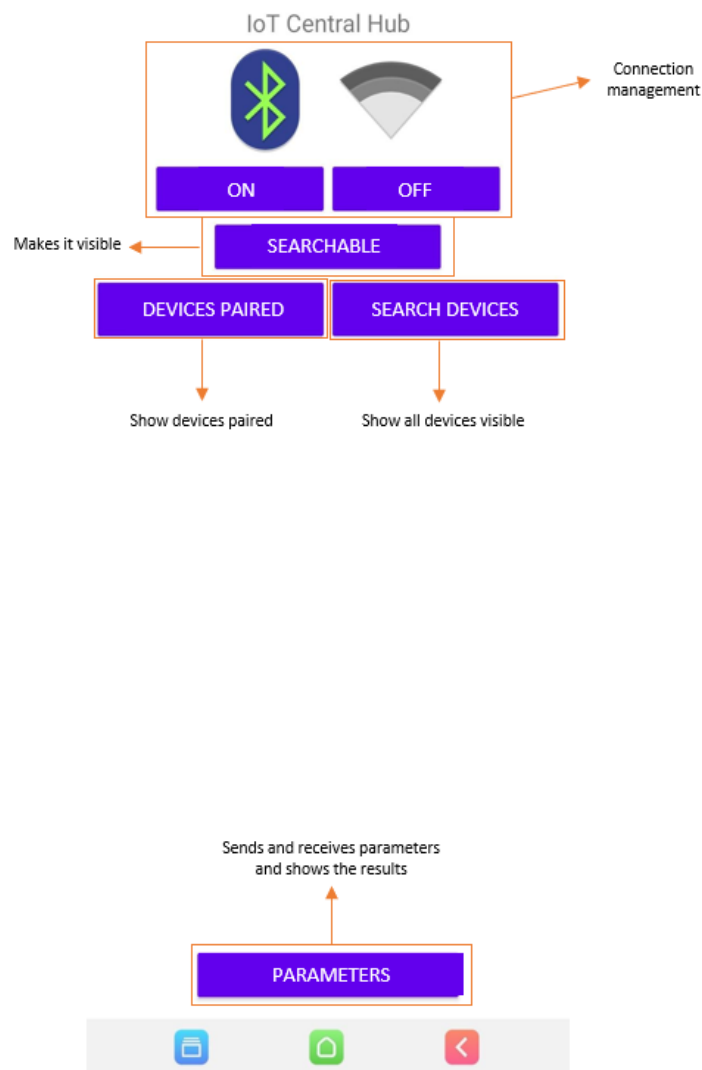 IoT Central Hub
Connection
management
ON
OFF
Makes it visible
SEARCHABLE
DEVICES PAIRED
SEARCH DEVICES
Show devices paired
Show all devices visible
Sends and receives parameters
and shows the results
PARAMETERS